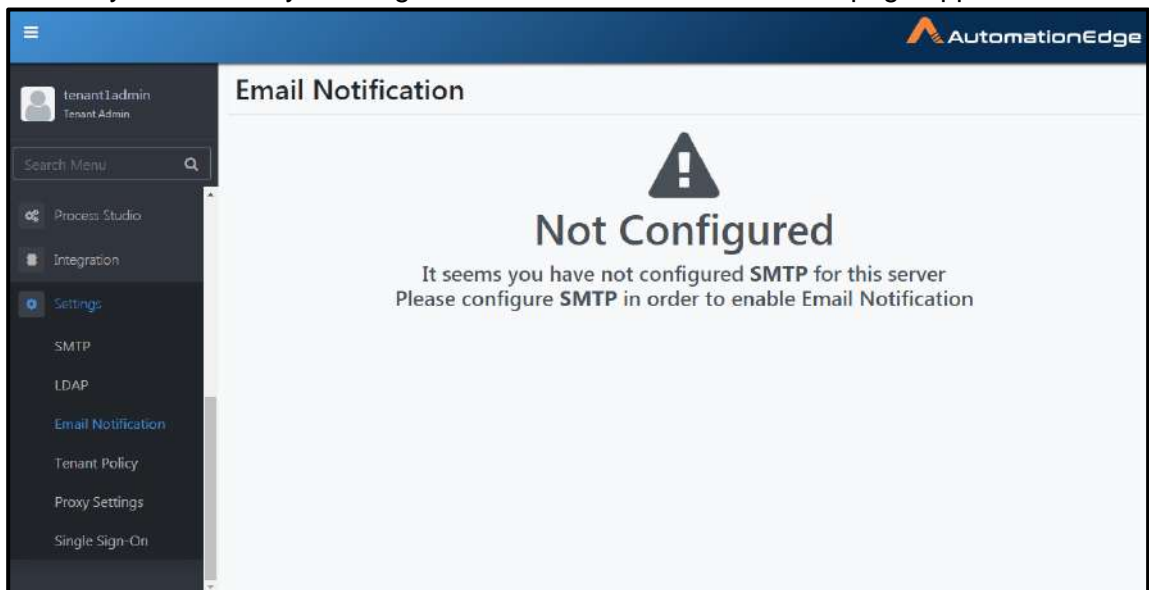 AutomationEdge
tenant1admin
Tenant Admin
Search Menu
Process Studio
Integration
Settings
SMTP
LDAP
Email Notification
Tenant Policy
Proxy Settings
Single Sign-On
Email Notification
Not Configured
It seems you have not configured SMTP for this server
Please configure SMTP in order to enable Email Notification